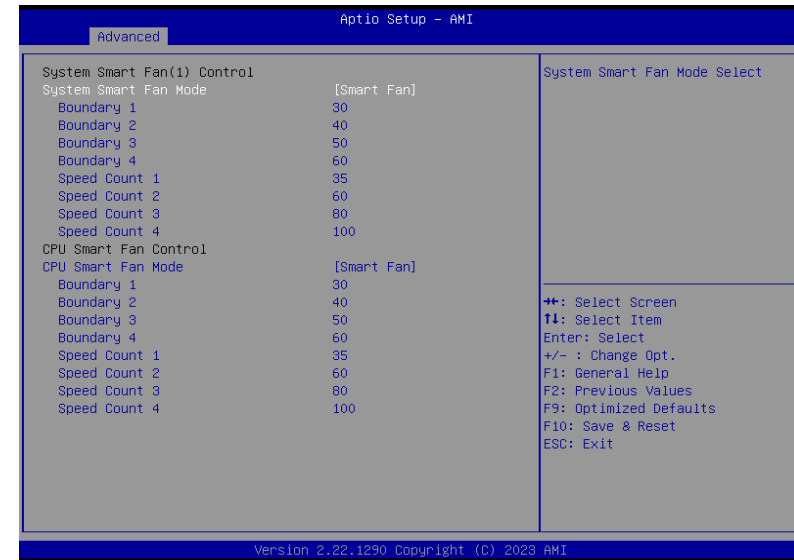 Aptio Setup – AMI
Advanced
System Smart Fan(1) Control
System Smart Fan Mode [Smart Fan]
Boundary 1 30
Boundary 2 40
Boundary 3 50
Boundary 4 60
Speed Count 1 35
Speed Count 2 60
Speed Count 3 80
Speed Count 4 100
CPU Smart Fan Control
CPU Smart Fan Mode [Smart Fan]
Boundary 1 30
Boundary 2 40
Boundary 3 50
Boundary 4 60
Speed Count 1 35
Speed Count 2 60
Speed Count 3 80
Speed Count 4 100
System Smart Fan Mode Select
→←: Select Screen
↑↓: Select Item
Enter: Select
+/- : Change Opt.
F1: General Help
F2: Previous Values
F9: Optimized Defaults
F10: Save & Reset
ESC: Exit
Version 2.22.1290 Copyright (C) 2023 AMI